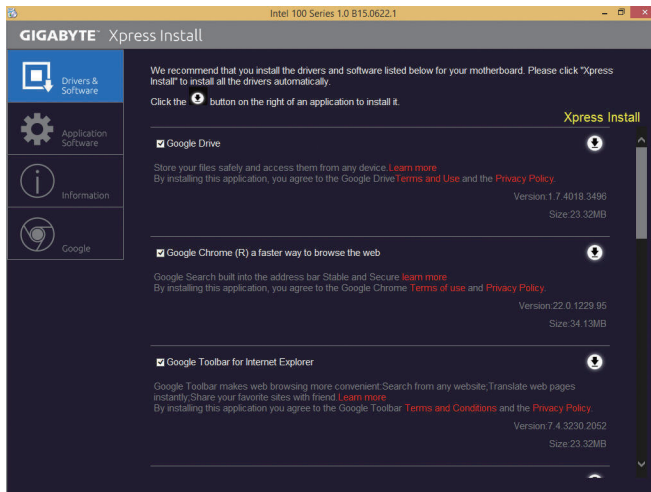 Intel 100 Series 1.0 B15.0622.1
GIGABYTE™ Xpress Install
Drivers &
Software
Application
Software
Information
Google
We recommend that you install the drivers and software listed below for your motherboard. Please click "Xpress
Install" to install all the drivers automatically.
Click the button on the right of an application to install it.
Xpress Install
Google Drive
Store your files safely and access them from any device.Learn more
By installing this application, you agree to the Google DriveTerms and Use and the Privacy Policy.
Version:1.7.4018.3496
Size:23.32MB
Google Chrome (R) a faster way to browse the web
Google Search built into the address bar Stable and Secure learn more
By installing this application, you agree to the Google Chrome Terms of use and Privacy Policy.
Version:22.0.1229.95
Size:34.13MB
Google Toolbar for Internet Explorer
Google Toolbar makes web browsing more convenient:Search from any website;Translate web pages
instantly;Share your favorite sites with friend.Learn more
By installing this application you agree to the Google Toolbar Terms and Conditions and the Privacy Policy.
Version:7.4.3230.2052
Size:23.32MB